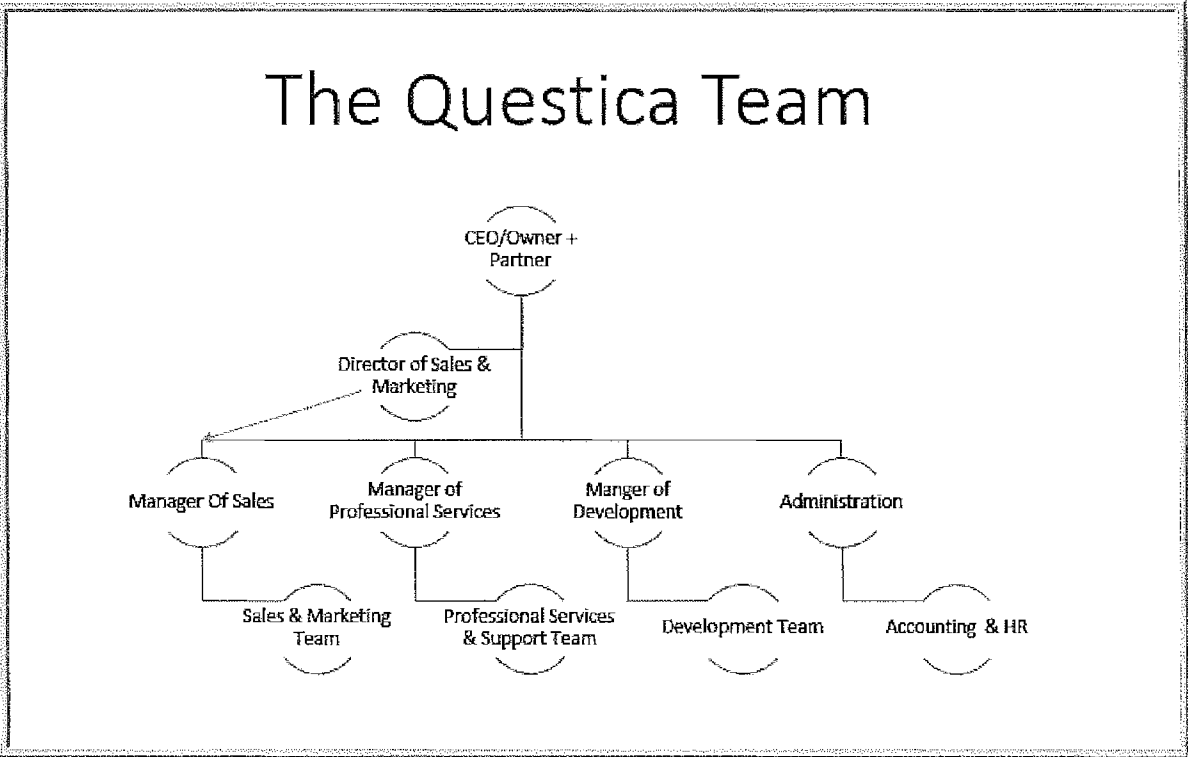 The Questica Team
CEO/Owner +
Partner
Director of Sales &
Marketing
Manager Of Sales
Manager of
Professional Services
Manger of
Development
Administration
Sales & Marketing
Team
Professional Services
& Support Team
Development Team
Accounting & HR